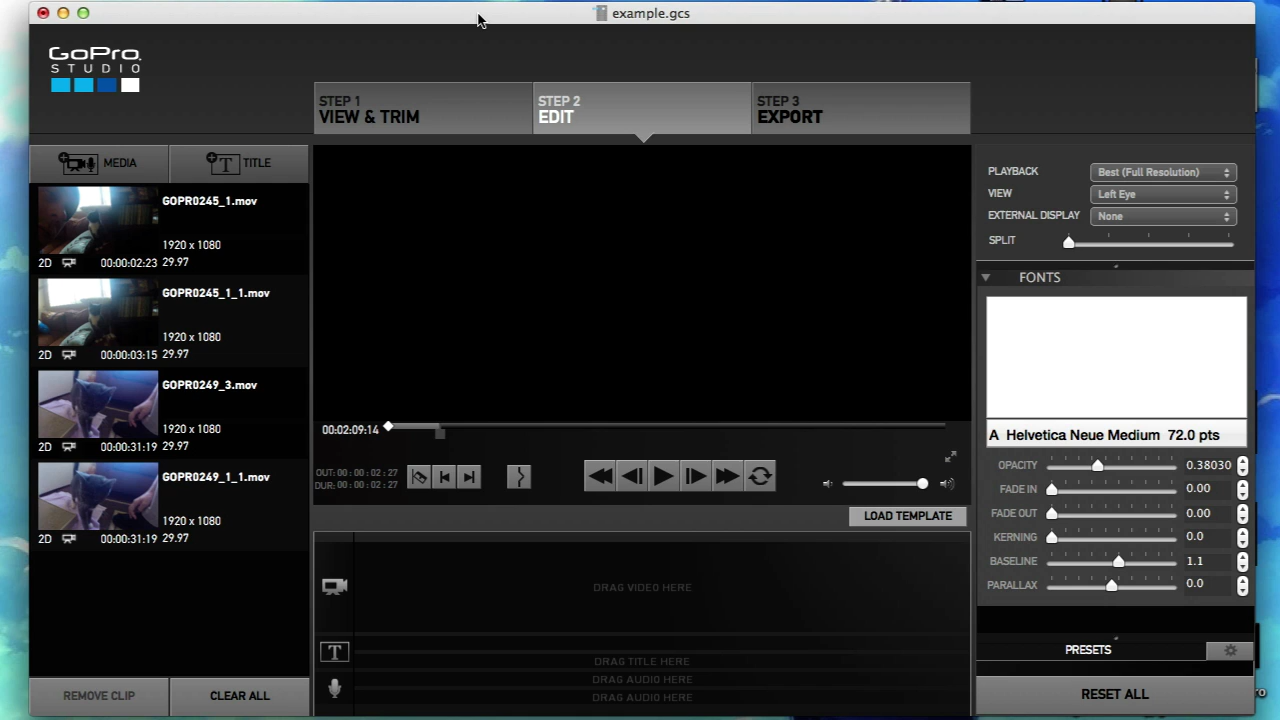 example.gcs
GoPro
STUDIO
STEP 1
VIEW & TRIM
STEP 2
EDIT
STEP 3
EXPORT
MEDIA
T TITLE
GOPR0245_1.mov
1920 x 1080
2D 00:00:02:23 29.97
GOPR0245_1_1.mov
1920 x 1080
2D 00:00:03:15 29.97
GOPR0249_3.mov
1920 x 1080
2D 00:00:31:19 29.97
GOPR0249_1_1.mov
1920 x 1080
2D 00:00:31:19 29.97
REMOVE CLIP
CLEAR ALL
00:02:09:14
OUT: 00 : 00 : 02 : 27
DUR: 00 : 00 : 02 : 27
LOAD TEMPLATE
DRAG VIDEO HERE
T
DRAG TITLE HERE
DRAG AUDIO HERE
DRAG AUDIO HERE
PLAYBACK Best (Full Resolution)
VIEW Left Eye
EXTERNAL DISPLAY None
SPLIT
FONTS
A Helvetica Neue Medium 72.0 pts
OPACITY 0.38030
FADE IN 0.00
FADE OUT 0.00
KERNING 0.0
BASELINE 1.1
PARALLAX 0.0
PRESETS
RESET ALL